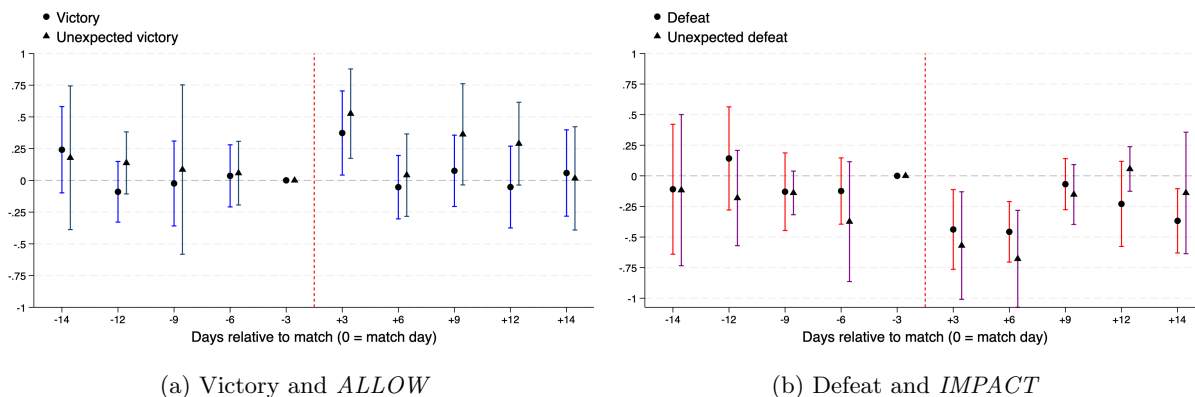 Victory
Unexpected victory
1
.75
.5
.25
0
-.25
-.5
-.75
-1
-14 -12 -9 -6 -3 +3 +6 +9 +12 +14
Days relative to match (0 = match day)
(a) Victory and ALLOW
Defeat
Unexpected defeat
1
.75
.5
.25
0
-.25
-.5
-.75
-1
-14 -12 -9 -6 -3 +3 +6 +9 +12 +14
Days relative to match (0 = match day)
(b) Defeat and IMPACT